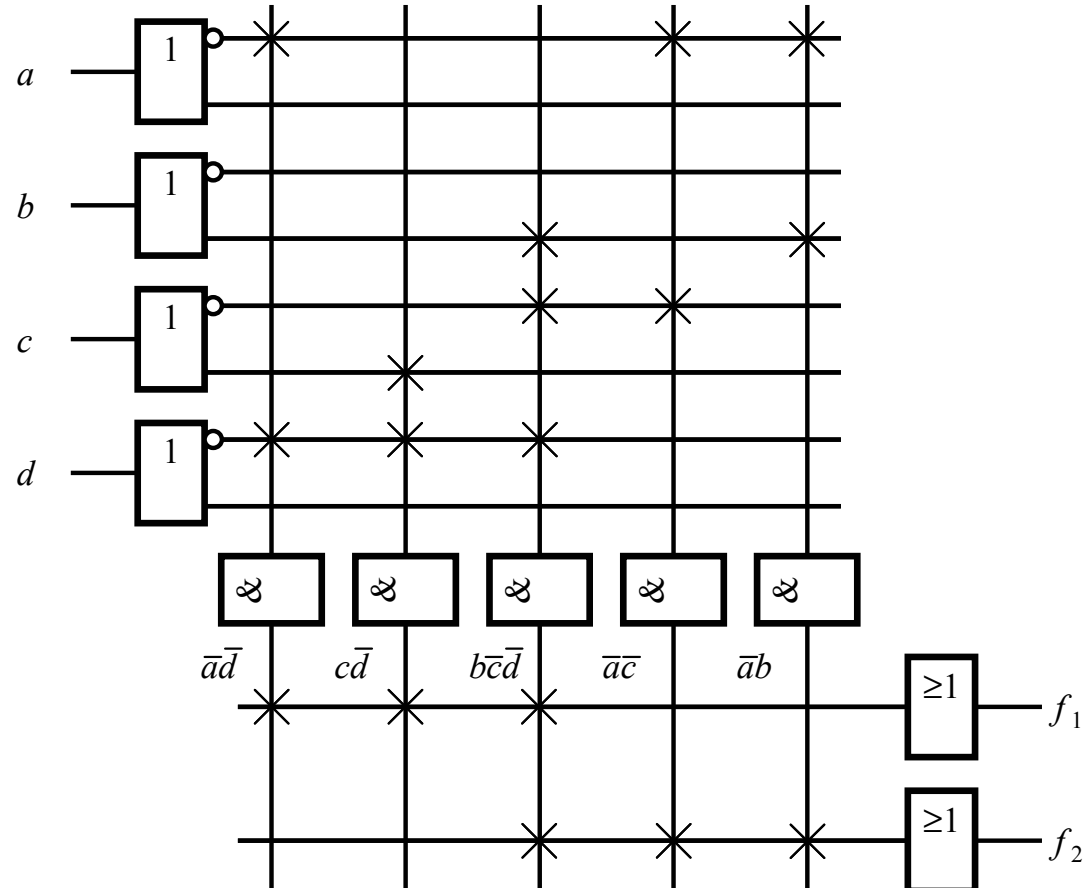 1
a
1
b
1
c
1
d
& & & & &
a̅d̅ cd̅ bc̅d̅ a̅c̅ a̅b
≥1 f₁
≥1 f₂